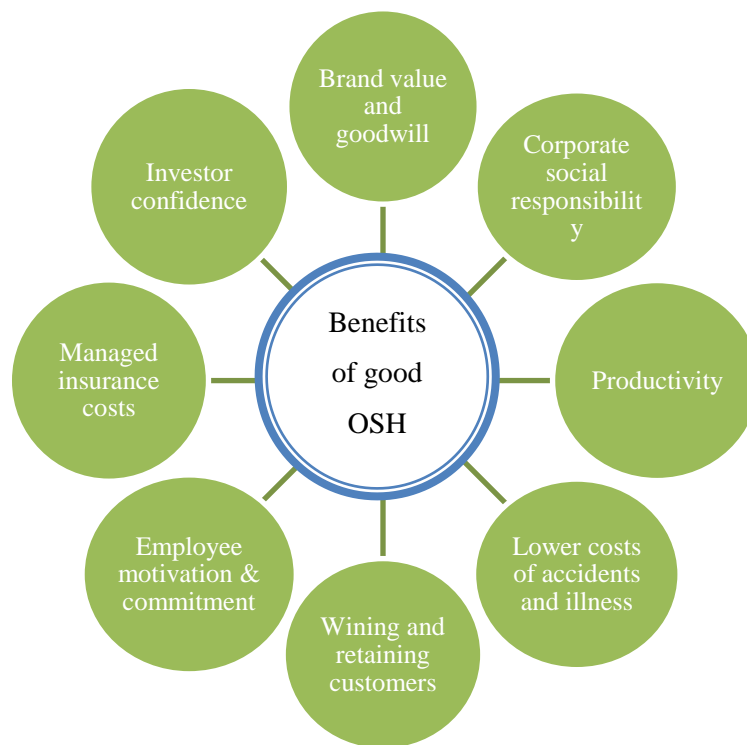 Brand value
and
goodwill
Corporate
social
responsibilit
y
Productivity
Lower costs
of accidents
and illness
Wining and
retaining
customers
Employee
motivation &
commitment
Managed
insurance
costs
Investor
confidence
Benefits
of good
OSH